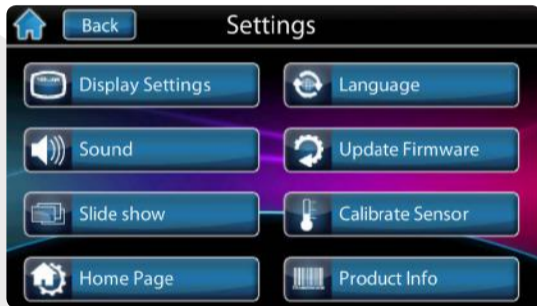 Back
Settings
Display Settings
Language
Sound
Update Firmware
Slide show
Calibrate Sensor
Home Page
Product Info